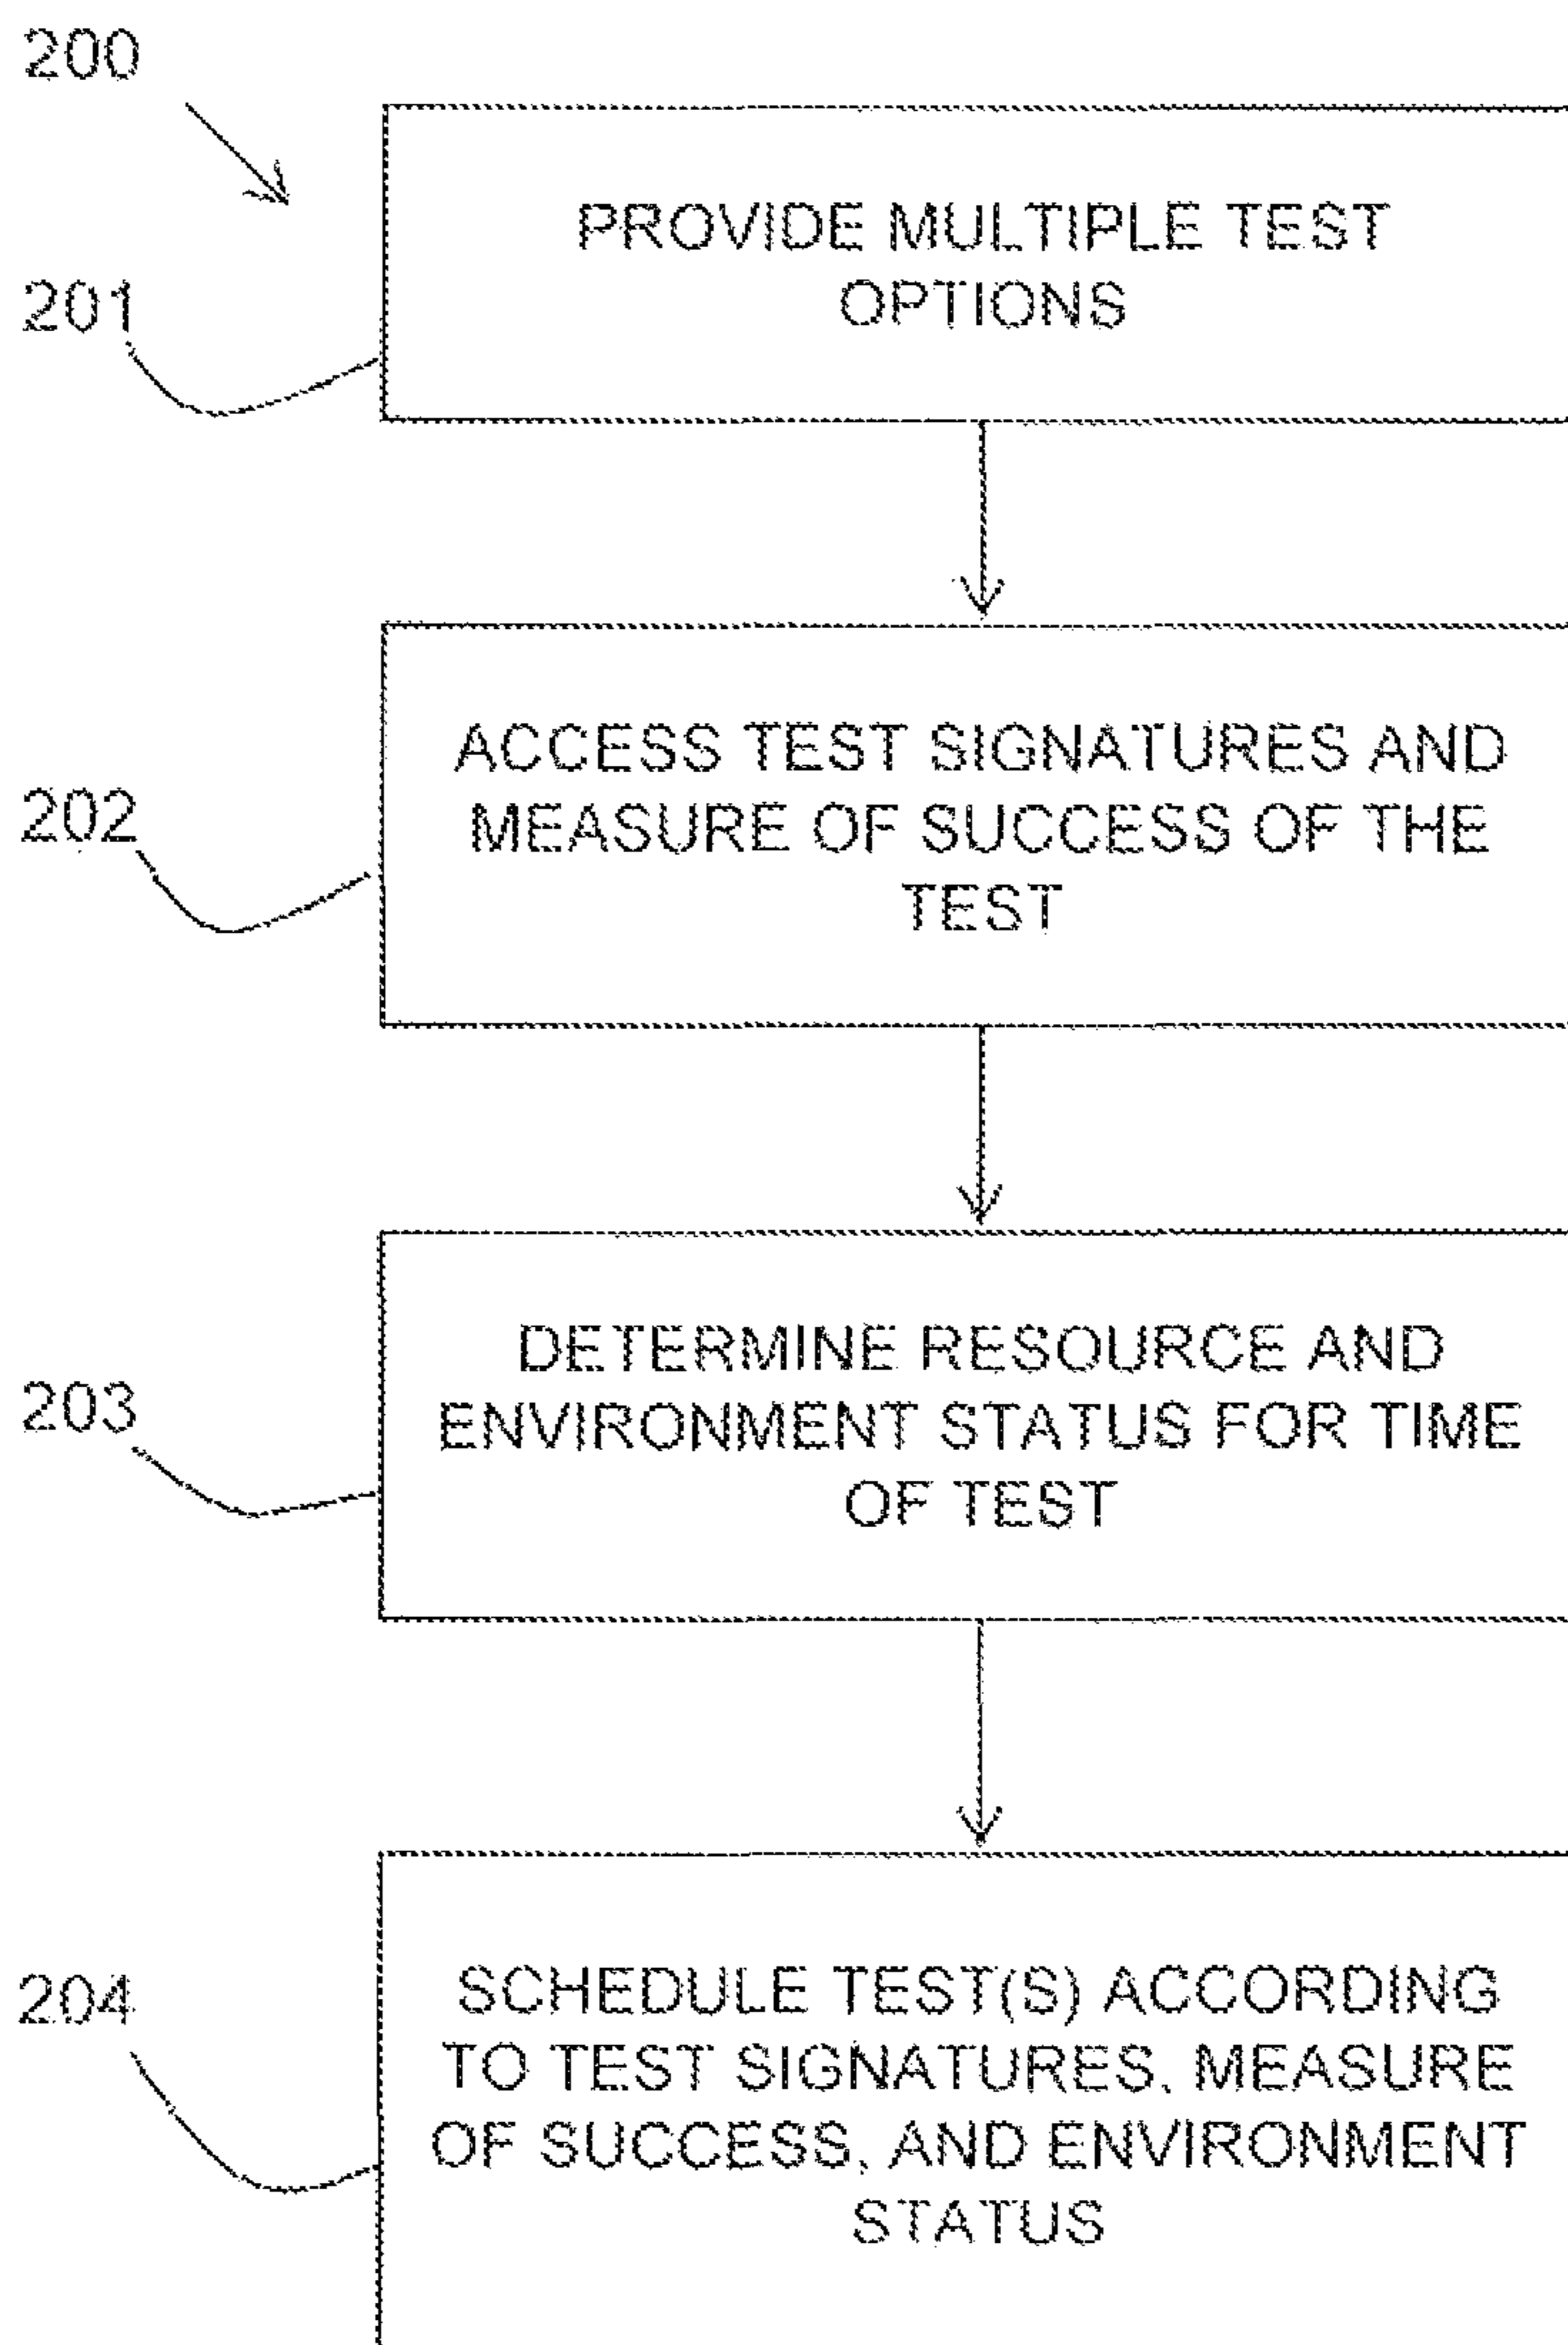 200
PROVIDE MULTIPLE TEST
OPTIONS
201
ACCESS TEST SIGNATURES AND
MEASURE OF SUCCESS OF THE
TEST
202
DETERMINE RESOURCE AND
ENVIRONMENT STATUS FOR TIME
OF TEST
203
SCHEDULE TEST(S) ACCORDING
TO TEST SIGNATURES, MEASURE
OF SUCCESS, AND ENVIRONMENT
STATUS
204